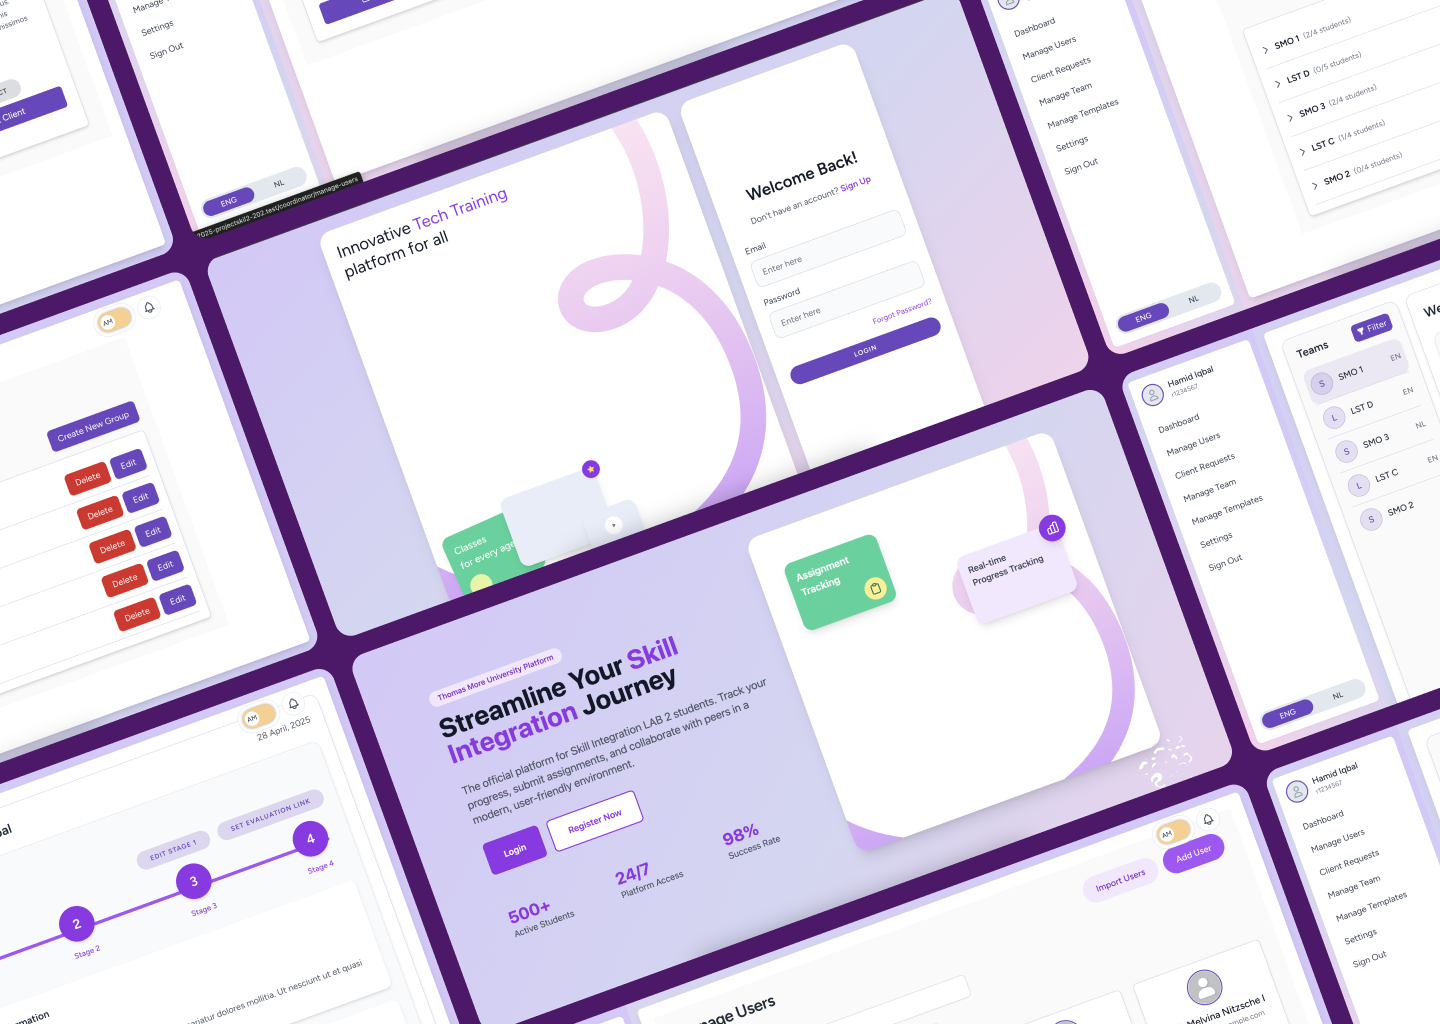 us.
nis
nissimos
CT
Client
Manage
Settings
Sign Out
ENG
NL
2025-projectskil2-202.test/coordinator/manage-users
AM
Create New Group
Delete
Edit
Delete
Edit
Delete
Edit
Delete
Edit
Delete
Edit
Innovative Tech Training
platform for all
Classes
for every age
Welcome Back!
Don't have an account? Sign Up
Email
Enter here
Password
Enter here
Forgot Password?
LOGIN
Dashboard
Manage Users
Client Requests
Manage Team
Manage Templates
Settings
Sign Out
ENG
NL
SMO 1 (2/4 students)
LST D (0/5 students)
SMO 3 (2/4 students)
LST C (1/4 students)
SMO 2 (0/4 students)
Hamid Iqbal
r1234567
Dashboard
Manage Users
Client Requests
Manage Team
Manage Templates
Settings
Sign Out
ENG
NL
Teams
Filter
S
SMO 1
EN
L
LST D
EN
S
SMO 3
NL
L
LST C
EN
S
SMO 2
We
Thomas More University Platform
Streamline Your Skill
Integration Journey
The official platform for Skill Integration LAB 2 students. Track your
progress, submit assignments, and collaborate with peers in a
modern, user-friendly environment.
Login
Register Now
500+
Active Students
24/7
Platform Access
98%
Success Rate
Assignment
Tracking
Real-time
Progress Tracking
AM
28 April, 2025
bal
EDIT STAGE 1
SET EVALUATION LINK
2
Stage 2
3
Stage 3
4
Stage 4
rmation
ariatur dolores mollitia. Ut nesciunt ut et quasi
AM
Import Users
Add User
nage Users
Melvina Nitzsche I
mple.com
Hamid Iqbal
r1234567
Dashboard
Manage Users
Client Requests
Manage Team
Manage Templates
Settings
Sign Out